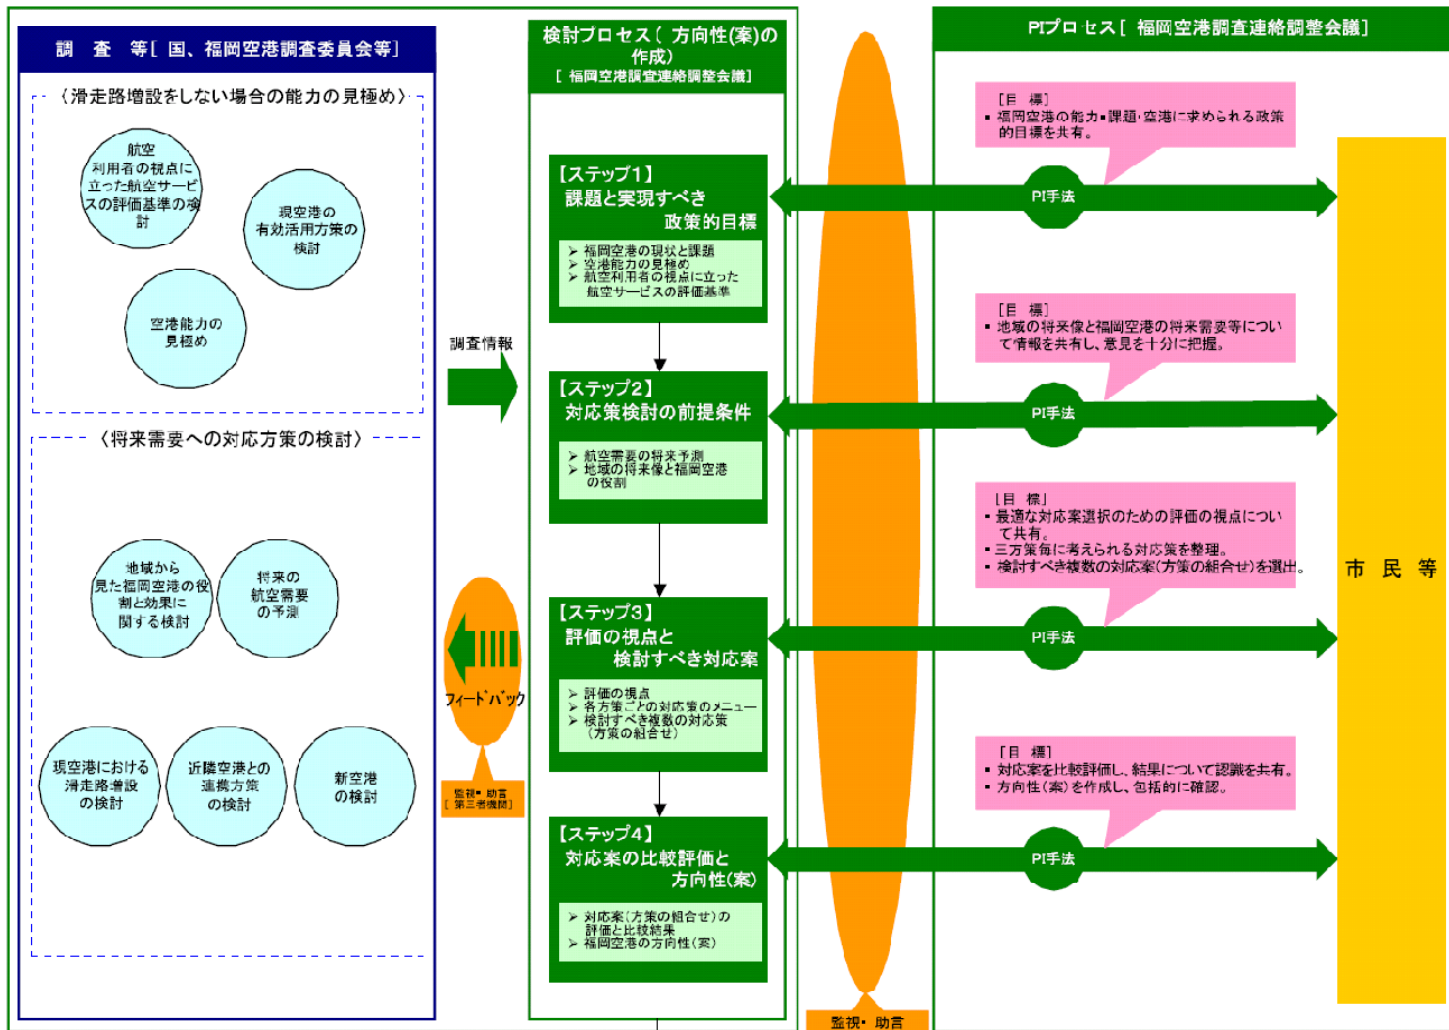 調 査 等[ 国、福岡空港調査委員会等]
〈滑走路増設をしない場合の能力の見極め〉
航空
利用者の視点に
立った航空サービ
スの評価基準の検
討
現空港の
有効活用方策の
検討
空港能力の
見極め
〈将来需要への対応方策の検討〉
地域から
見た福岡空港の役
割と効果に
関する検討
将来の
航空需要
の予測
現空港における
滑走路増設
の検討
近隣空港との
連携方策
の検討
新空港
の検討
調査情報
フィードバック
監視・助言
[ 第三者機関]
検討プロセス( 方向性(案)の
作成)
[ 福岡空港調査連絡調整会議]
【ステップ1】
課題と実現すべき
政策的目標
➢ 福岡空港の現状と課題
➢ 空港能力の見極め
➢ 航空利用者の視点に立った
航空サービスの評価基準
【ステップ2】
対応策検討の前提条件
➢ 航空需要の将来予測
➢ 地域の将来像と福岡空港
の役割
【ステップ3】
評価の視点と
検討すべき対応案
➢ 評価の視点
➢ 各方策ごとの対応策のメニュー
➢ 検討すべき複数の対応策
(方策の組合せ)
【ステップ4】
対応案の比較評価と
方向性(案)
➢ 対応案(方策の組合せ)の
評価と比較結果
➢ 福岡空港の方向性(案)
監視・ 助言
PIプロセス[ 福岡空港調査連絡調整会議]
[目 標]
▪ 福岡空港の能力・課題・空港に求められる政策
的目標を共有。
PI手法
[目 標]
▪ 地域の将来像と福岡空港の将来需要等につい
て情報を共有し、意見を十分に把握。
PI手法
[目 標]
▪ 最適な対応案選択のための評価の視点につい
て共有。
▪ 三方策毎に考えられる対応策を整理。
▪ 検討すべき複数の対応案(方策の組合せ)を選出。
PI手法
[目 標]
▪ 対応案を比較評価し、結果について認識を共有。
▪ 方向性(案)を作成し、包括的に確認。
PI手法
市 民 等